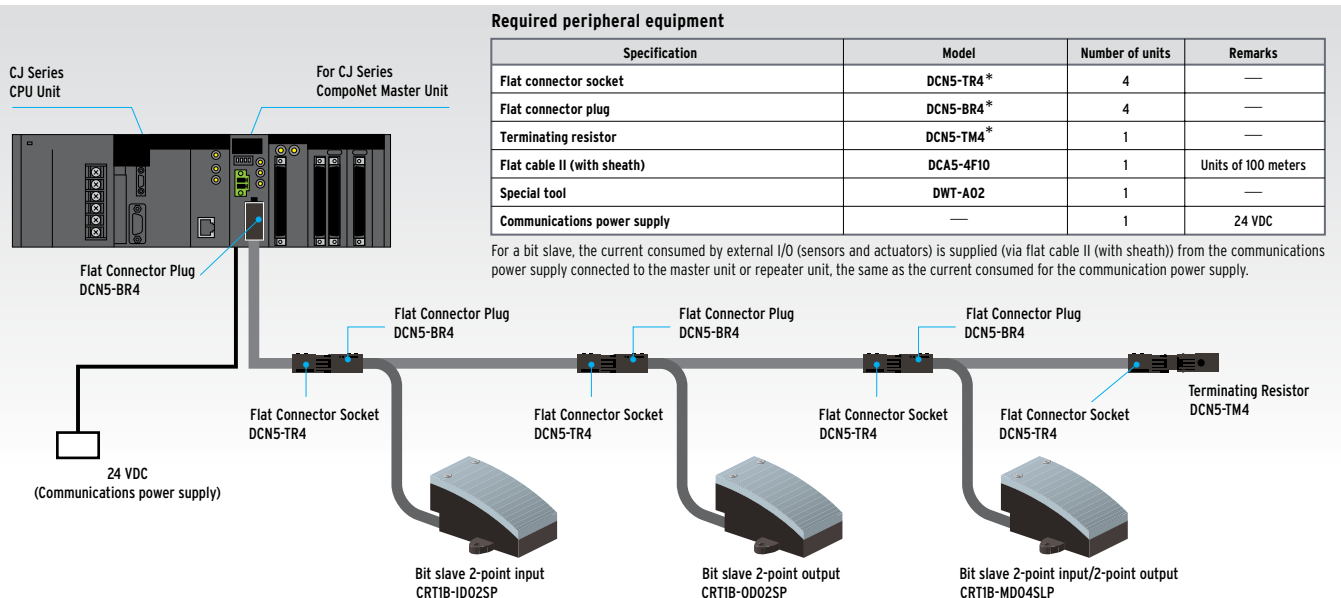 Required peripheral equipment
Specification Model Number of units Remarks
Flat connector socket DCN5-TR4* 4 —
Flat connector plug DCN5-BR4* 4 —
Terminating resistor DCN5-TM4* 1 —
Flat cable II (with sheath) DCA5-4F10 1 Units of 100 meters
Special tool DWT-A02 1 —
Communications power supply — 1 24 VDC
For a bit slave, the current consumed by external I/O (sensors and actuators) is supplied (via flat cable II (with sheath)) from the communications
power supply connected to the master unit or repeater unit, the same as the current consumed for the communication power supply.
CJ Series
CPU Unit
For CJ Series
CompoNet Master Unit
Flat Connector Plug
DCN5-BR4
Flat Connector Plug
DCN5-BR4
Flat Connector Plug
DCN5-BR4
Flat Connector Plug
DCN5-BR4
Flat Connector Socket
DCN5-TR4
Flat Connector Socket
DCN5-TR4
Flat Connector Socket
DCN5-TR4
Flat Connector Socket
DCN5-TR4
Terminating Resistor
DCN5-TM4
24 VDC
(Communications power supply)
Bit slave 2-point input
CRT1B-ID02SP
Bit slave 2-point output
CRT1B-OD02SP
Bit slave 2-point input/2-point output
CRT1B-MD04SLP